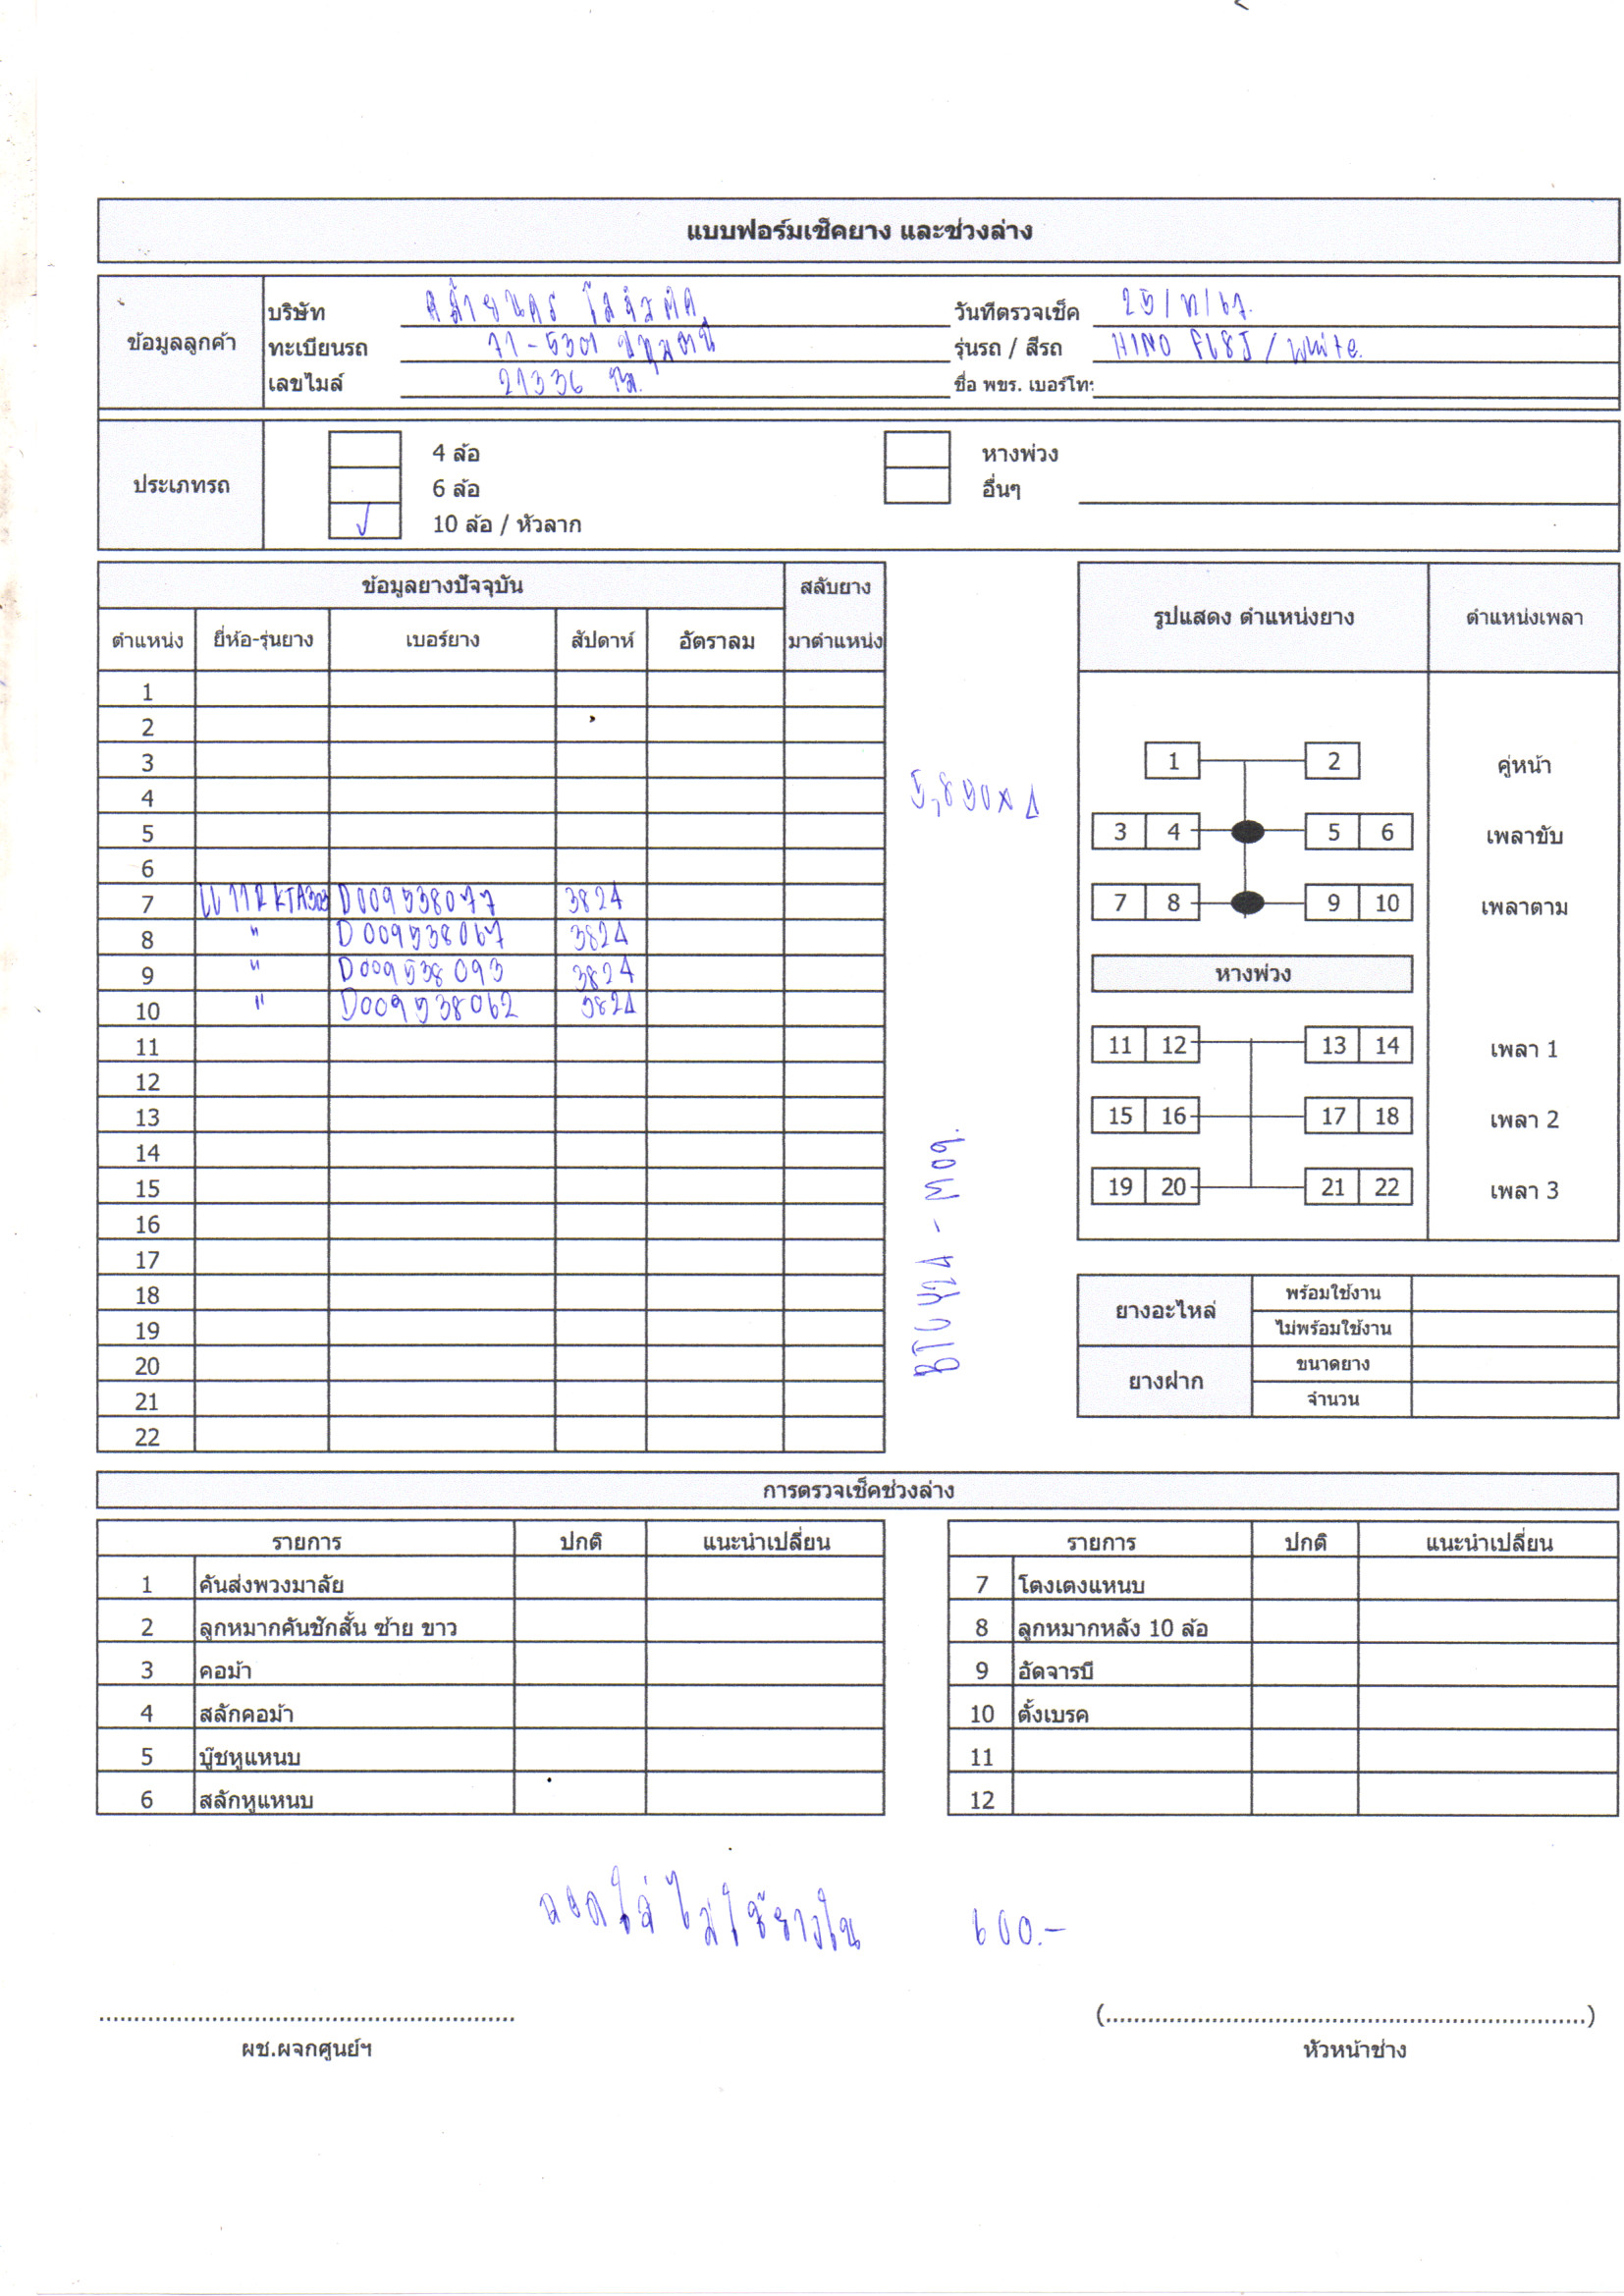 แบบฟอร์มเช็คยาง และช่วงล่าง
ข้อมูลลูกค้า
บริษัท
ทะเบียนรถ 71-5301 ปทุมธานี
เลขไมล์ 21336 กม.
วันที่ตรวจเช็ค 25/ /67.
รุ่นรถ / สีรถ HINO FL8J / White.
ชื่อ พขร. เบอร์โทร
ประเภทรถ
4 ล้อ
6 ล้อ
✓ 10 ล้อ / หัวลาก
หางพ่วง
อื่นๆ
ข้อมูลยางปัจจุบัน สลับยาง
ตำแหน่ง ยี่ห้อ-รุ่นยาง เบอร์ยาง สัปดาห์ อัตราลม มาตำแหน่ง
1
2
3
4
5
6
7 KTA303 D009538077 3824
8 " D009538067 3824
9 " D009538093 3824
10 " D009538062 3824
11
12
13
14
15
16
17
18
19
20
21
22
5,850x4
รูปแสดง ตำแหน่งยาง ตำแหน่งเพลา
1 2 คู่หน้า
3 4 5 6 เพลาขับ
7 8 9 10 เพลาตาม
หางพ่วง
11 12 13 14 เพลา 1
15 16 17 18 เพลา 2
19 20 21 22 เพลา 3
ยางอะไหล่
พร้อมใช้งาน
ไม่พร้อมใช้งาน
ยางฝาก
ขนาดยาง
จำนวน
การตรวจเช็คช่วงล่าง
รายการ ปกติ แนะนำเปลี่ยน
1 คันส่งพวงมาลัย
2 ลูกหมากคันชักสั้น ซ้าย ขาว
3 คอม้า
4 สลักคอม้า
5 บู๊ชหูแหนบ
6 สลักหูแหนบ
รายการ ปกติ แนะนำเปลี่ยน
7 โตงเตงแหนบ
8 ลูกหมากหลัง 10 ล้อ
9 อัดจารบี
10 ตั้งเบรค
11
12
ถอดใส่ไม่ใช้ยางใน 600.-
ผช.ผจกศูนย์ฯ
(..............................)
หัวหน้าช่าง